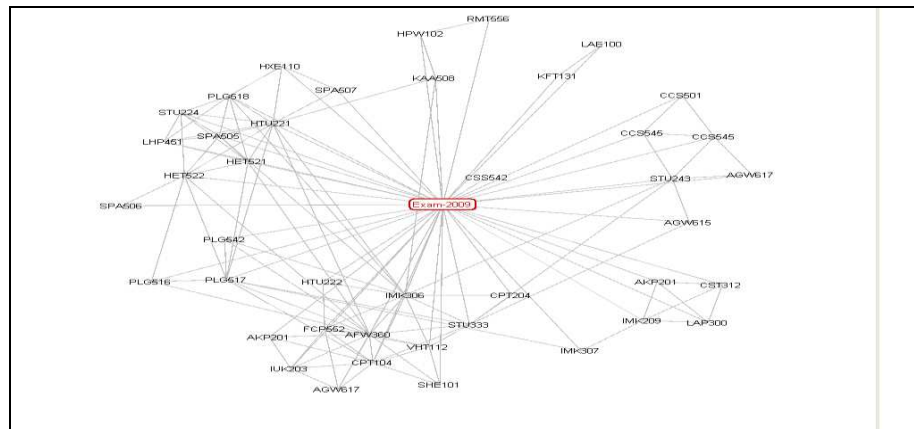 RMT556
HPW102
LAE100
HXE110
KAA508
KFT131
SPA507
PLG518
CCS501
STU224
HTU221
LHP451
SPA505
CCS545
CCS545
HET521
HET522
CSS542
STU243
AGW617
SPA506
Exam-2009
AGW615
PLG542
PLG516
PLG517
HTU222
IMK306
CPT204
AKP201
CST312
FCP552
AFW360
STU333
IMK209
LAP300
AKP201
VHT112
IMK307
IUK203
CPT104
AGW617
SHE101